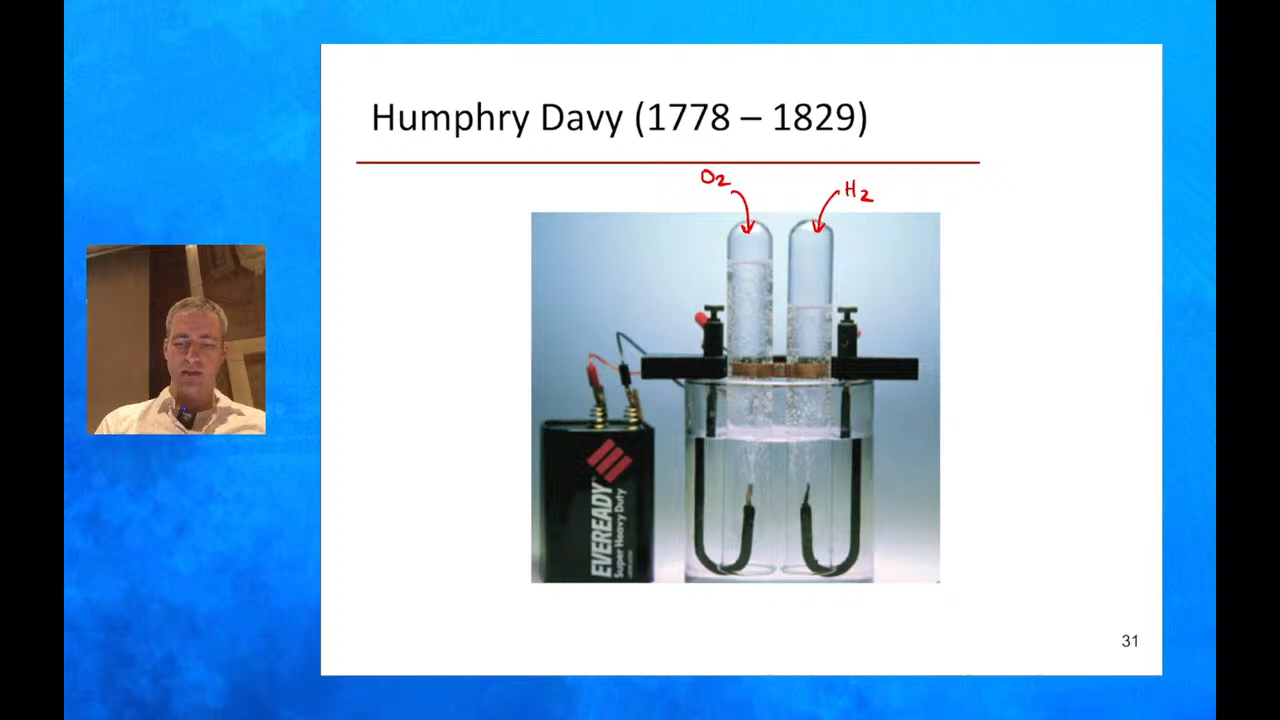 Humphry Davy (1778 – 1829)
O2
H2
EVEREADY
Super Heavy Duty
31